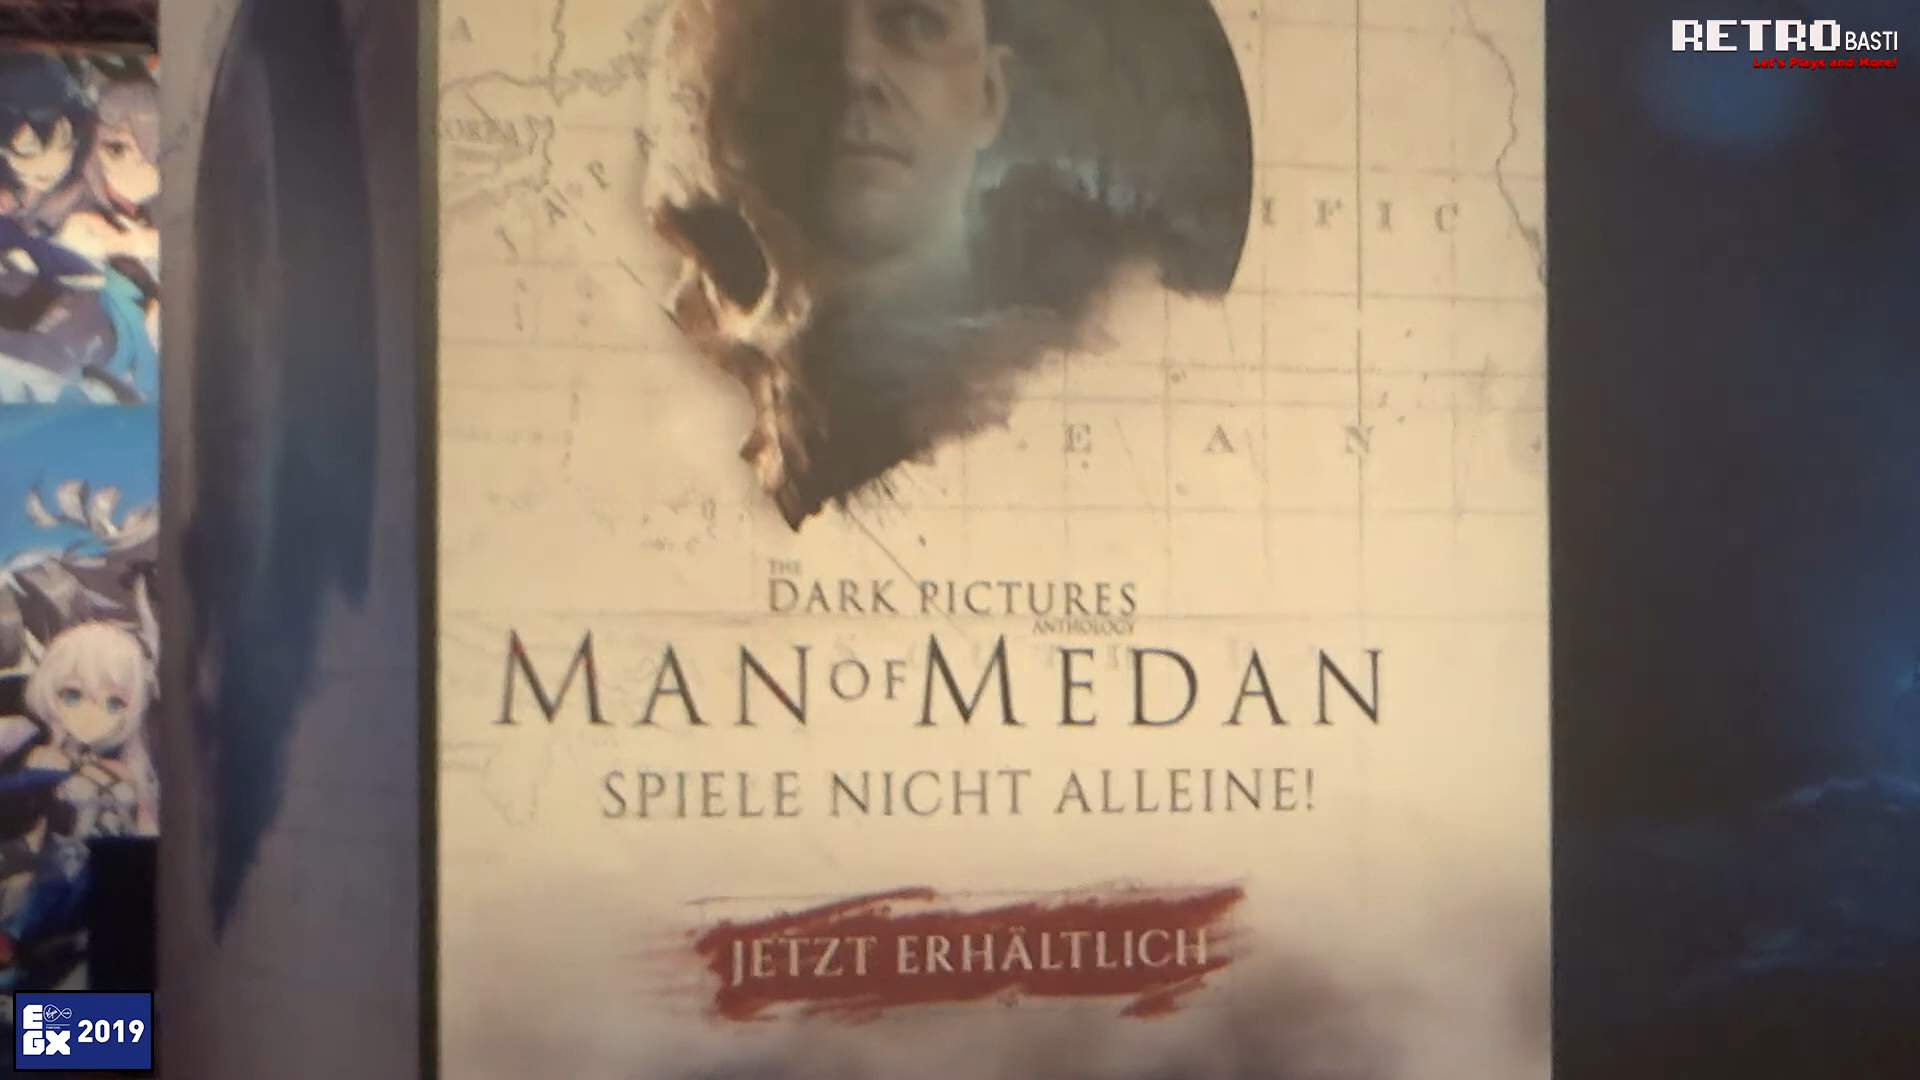 RETRO BASTI
Let's Plays and More!
I F I C
E A N
THE
DARK PICTURES
ANTHOLOGY
MAN OF MEDAN
SPIELE NICHT ALLEINE!
JETZT ERHÄLTLICH
EGX 2019